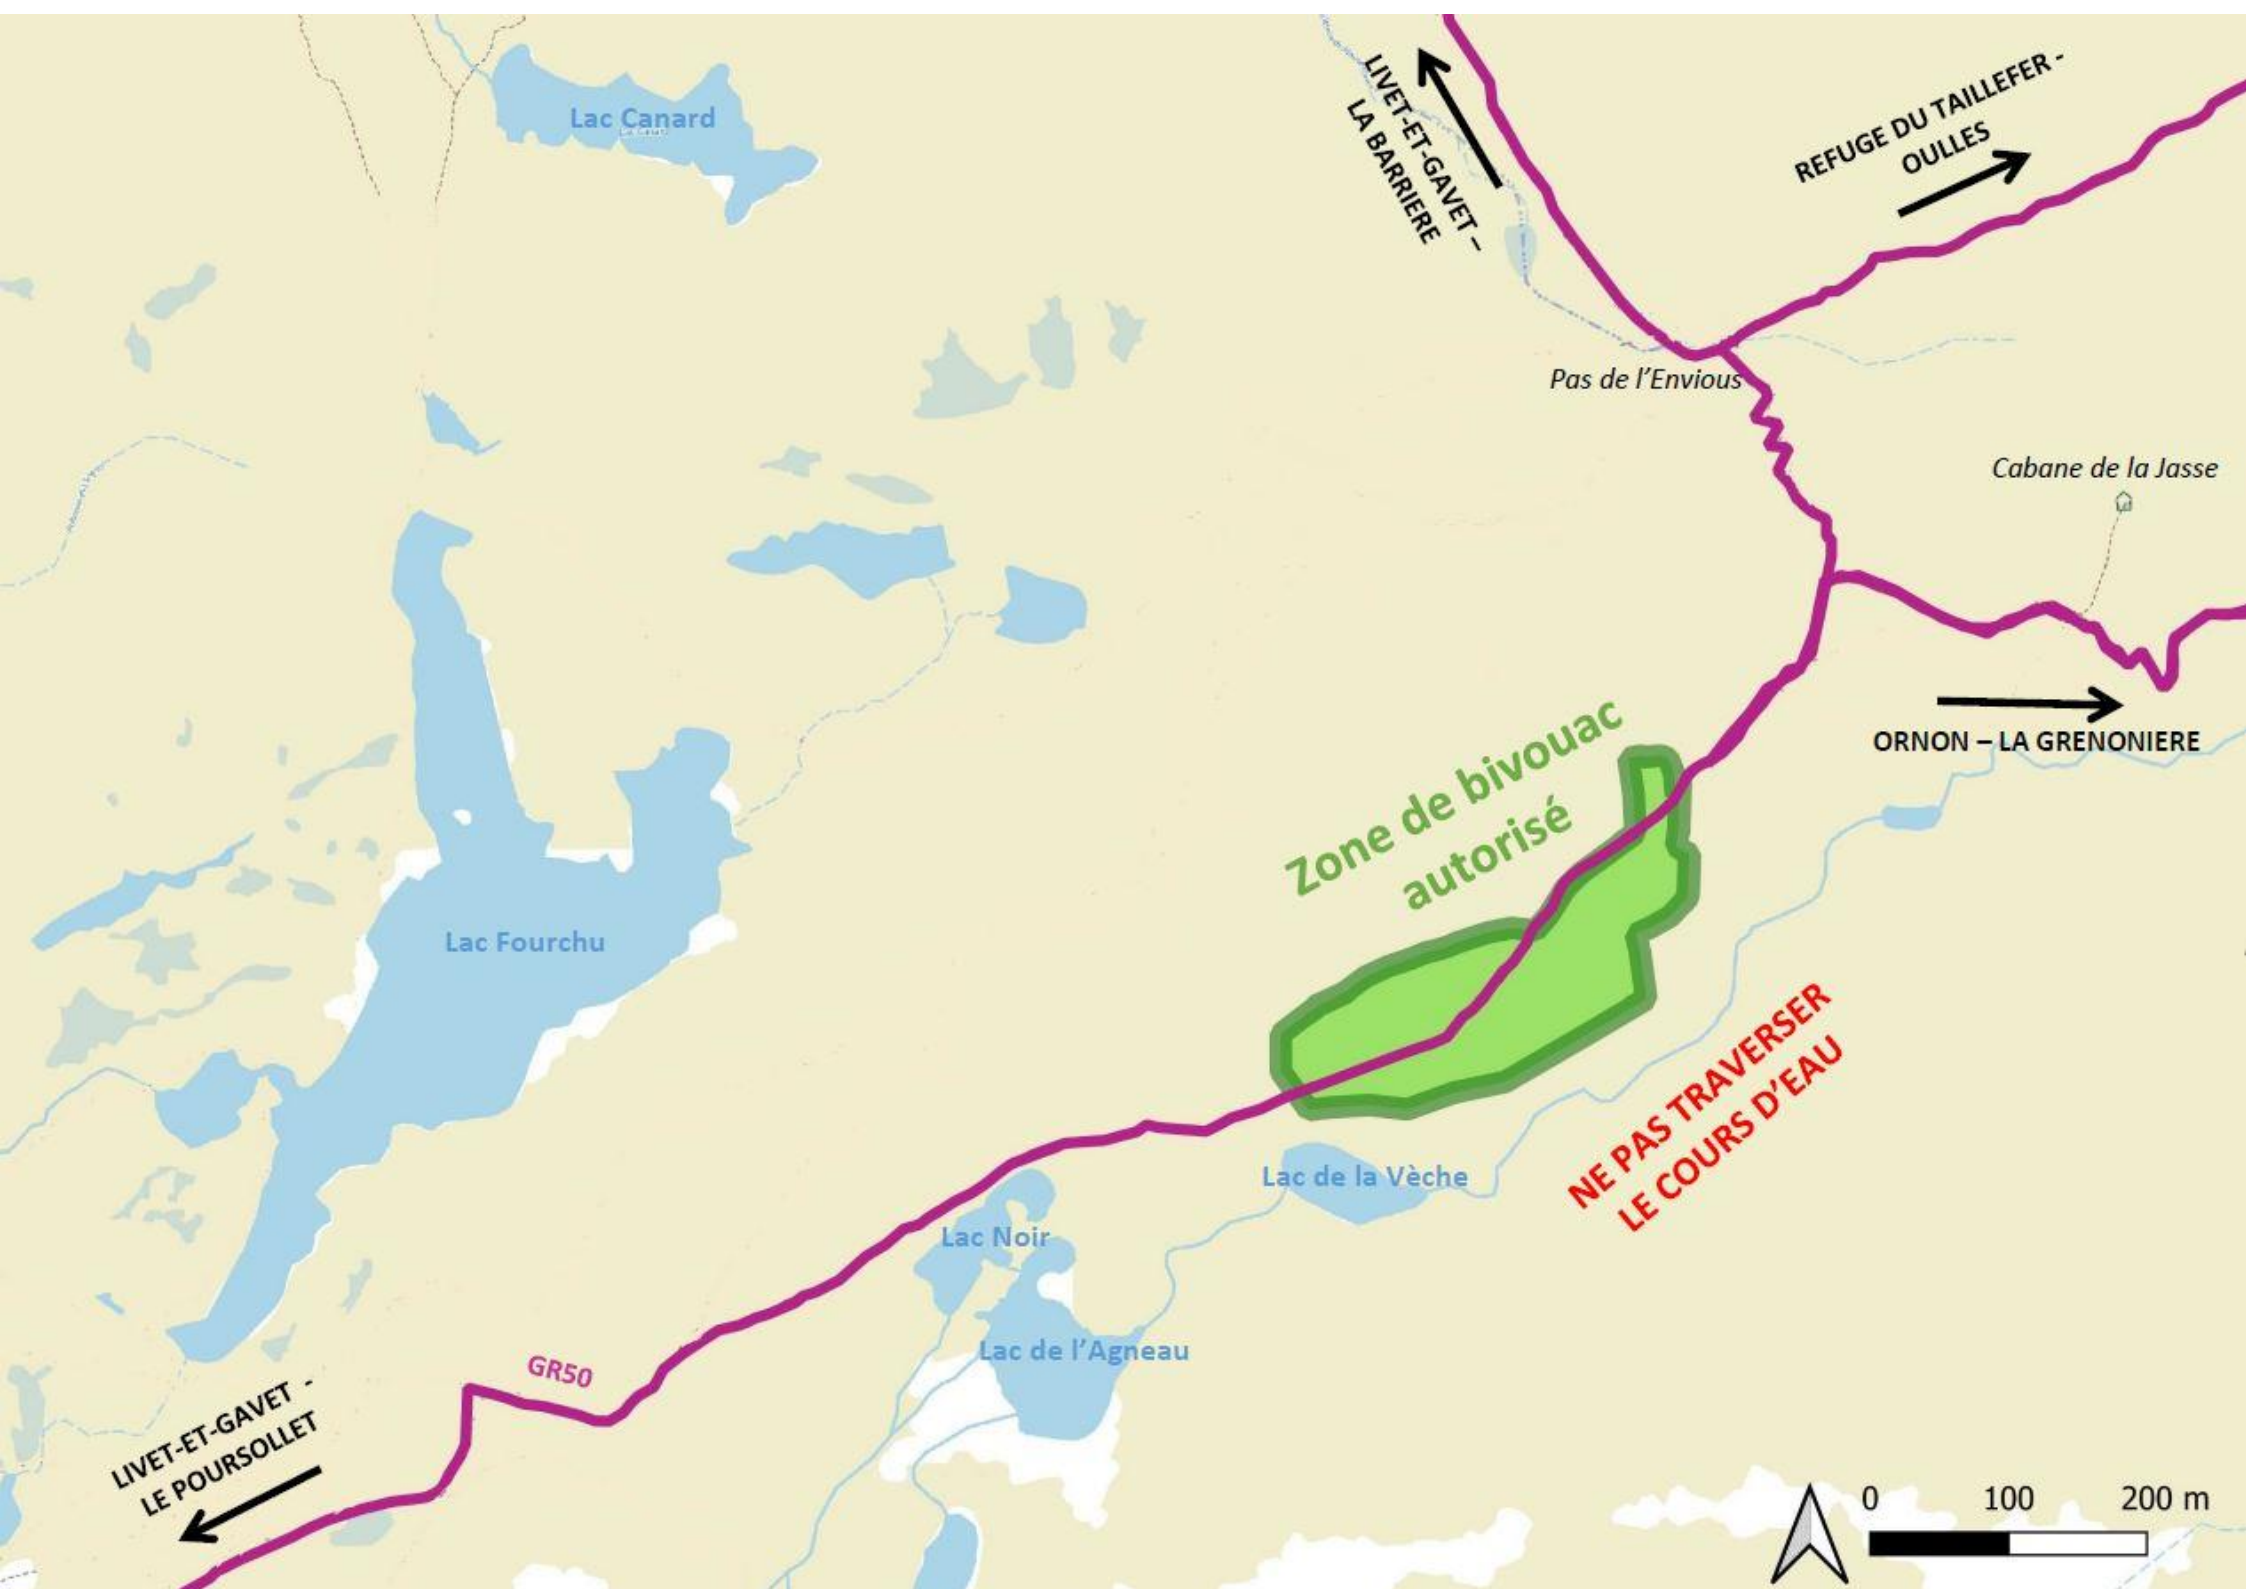 Lac Canard
LIVET-ET-GAVET –
LA BARRIERE
REFUGE DU TAILLEFER -
OULLES
Pas de l'Envious
Cabane de la Jasse
ORNON – LA GRENONIERE
Zone de bivouac
autorisé
Lac Fourchu
NE PAS TRAVERSER
LE COURS D'EAU
Lac de la Vèche
Lac Noir
Lac de l'Agneau
GR50
LIVET-ET-GAVET -
LE POURSOLLET
0 100 200 m